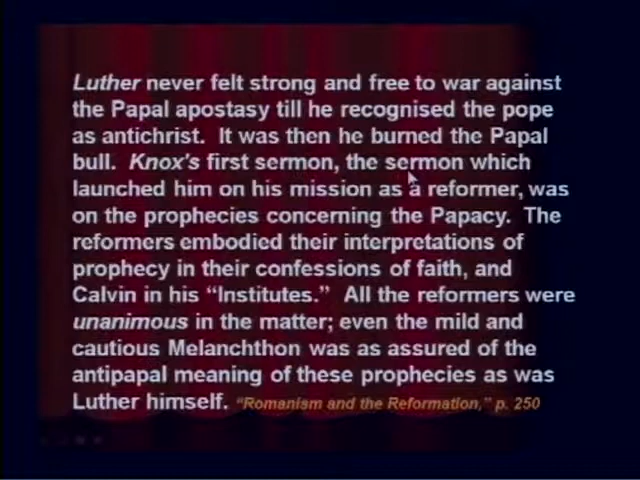 Luther never felt strong and free to war against
the Papal apostasy till he recognised the pope
as antichrist.  It was then he burned the Papal
bull.  Knox's first sermon, the sermon which
launched him on his mission as a reformer, was
on the prophecies concerning the Papacy.  The
reformers embodied their interpretations of
prophecy in their confessions of faith, and
Calvin in his “Institutes.”  All the reformers were
unanimous in the matter; even the mild and
cautious Melanchthon was as assured of the
antipapal meaning of these prophecies as was
Luther himself. “Romanism and the Reformation,” p. 250